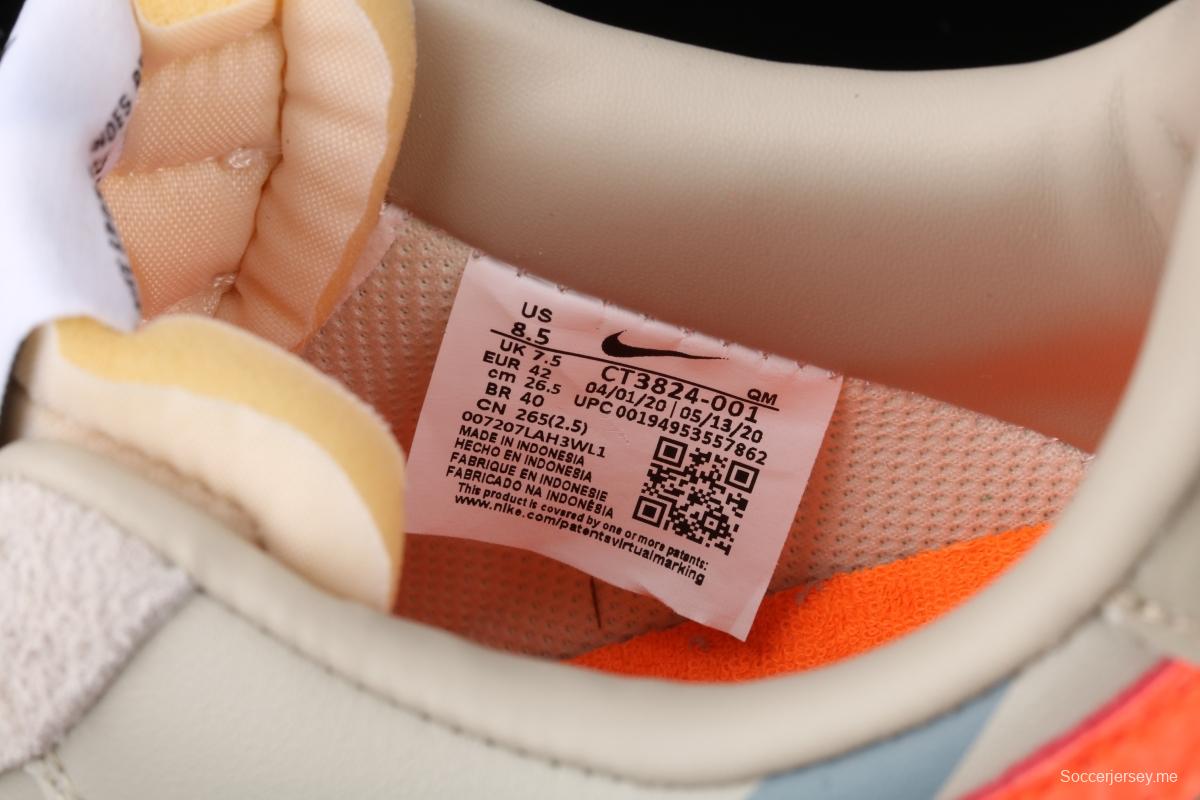 HOES
US
8.5
UK 7.5
EUR 42
cm 26.5
BR 40
CN 265(2.5)
007207LAH3WL1
MADE IN INDONESIA
HECHO EN INDONESIA
FABRIQUE EN INDONESIE
FABRICADO NA INDONÉSIA
This product is covered by one or more patents:
www.nike.com/patentsvirtualmarking
QM
CT3824-001
04/01/20 | 05/13/20
UPC 00194953557862
Soccerjersey.me